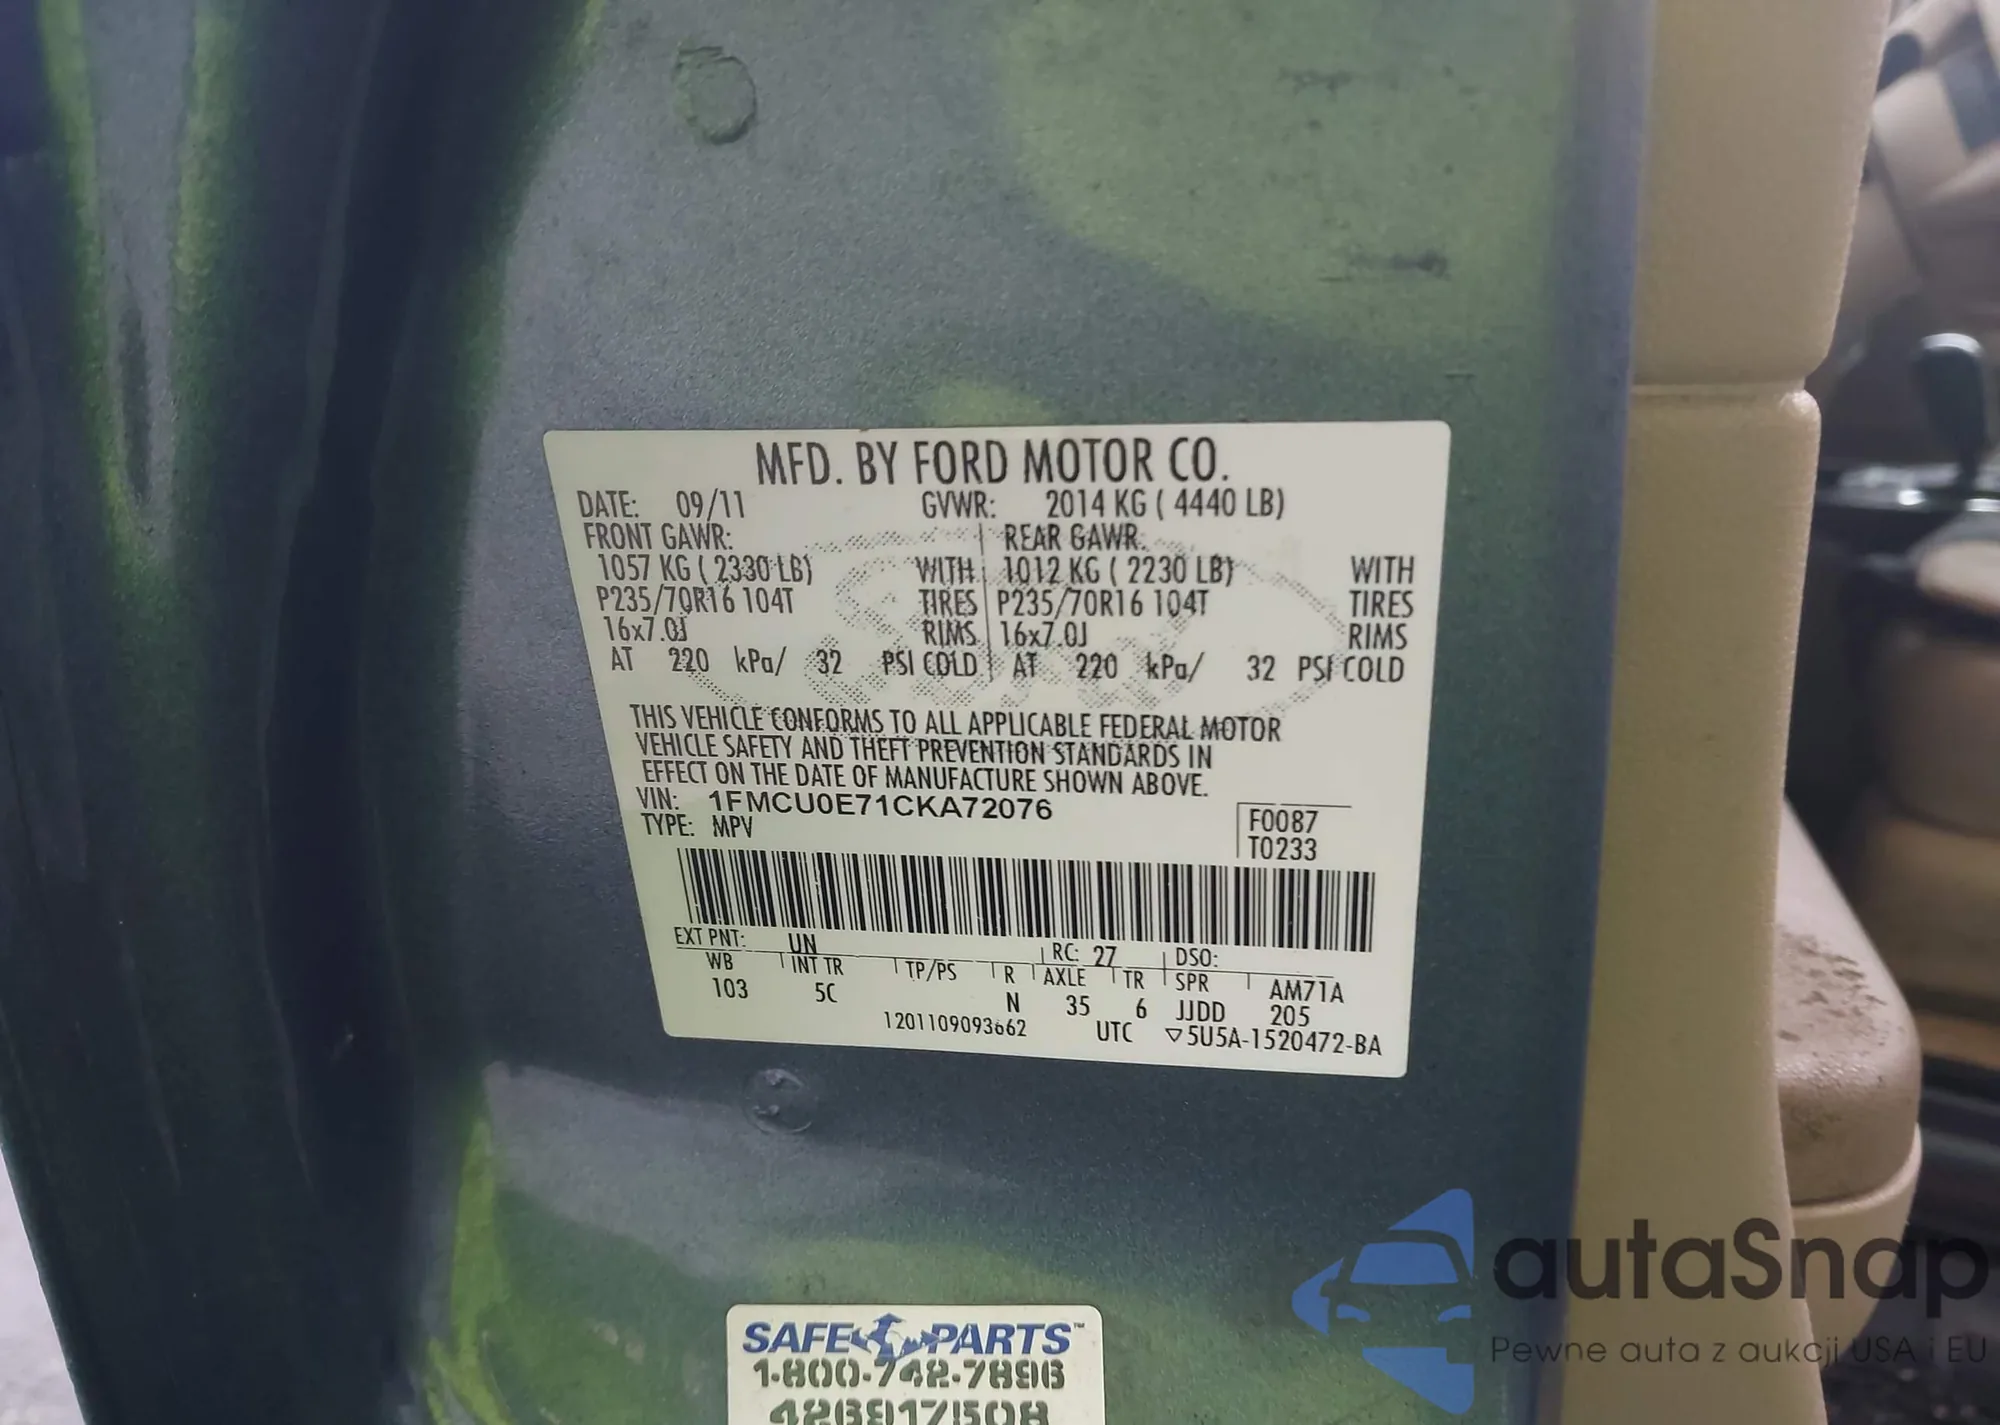 MFD. BY FORD MOTOR CO.
DATE: 09/11 GVWR: 2014 KG ( 4440 LB)
FRONT GAWR: REAR GAWR:
1057 KG ( 2330 LB) WITH 1012 KG ( 2230 LB) WITH
P235/70R16 104T TIRES P235/70R16 104T TIRES
16x7.0J RIMS 16x7.0J RIMS
AT 220 kPa/ 32 PSI COLD AT 220 kPa/ 32 PSI COLD
THIS VEHICLE CONFORMS TO ALL APPLICABLE FEDERAL MOTOR
VEHICLE SAFETY AND THEFT PREVENTION STANDARDS IN
EFFECT ON THE DATE OF MANUFACTURE SHOWN ABOVE.
VIN: 1FMCU0E71CKA72076
TYPE: MPV
F0087
T0233
EXT PNT: UN RC: 27 DSO:
WB INT TR TP/PS R AXLE TR SPR AM71A
103 5C N 35 6 JJDD 205
1201109093662 UTC ▽5U5A-1520472-BA
SAFE PARTS™
1-800-742-7896
426917508
autaSnap
Pewne auta z aukcji USA i EU